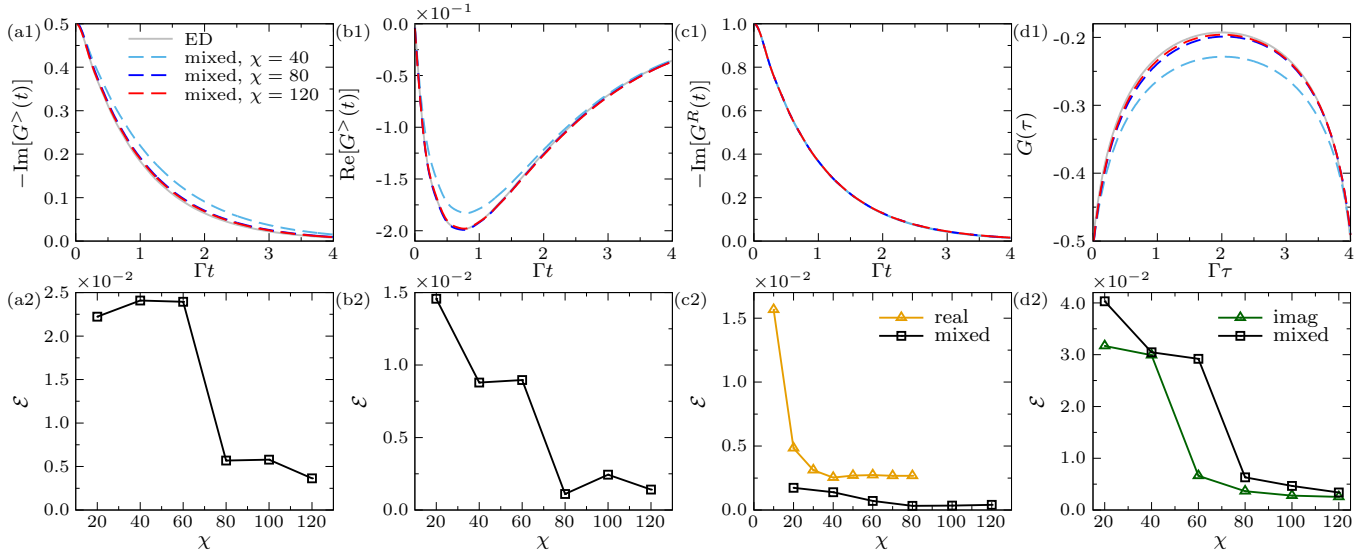 (a1)
−Im[G^>(t)]
0.5
0.4
0.3
0.2
0.1
0.0
ED
mixed, χ = 40
mixed, χ = 80
mixed, χ = 120
0 1 2 3 4
Γt
(b1)
×10^−1
Re[G^>(t)]
0.0
-0.5
-1.0
-1.5
-2.0
0 1 2 3 4
Γt
(c1)
−Im[G^R(t)]
1.0
0.8
0.6
0.4
0.2
0.0
0 1 2 3 4
Γt
(d1)
G(τ)
-0.2
-0.3
-0.4
-0.5
0 1 2 3 4
Γτ
(a2)
×10^−2
ℰ
2.5
2.0
1.5
1.0
0.5
0.0
20 40 60 80 100 120
χ
(b2)
×10^−2
ℰ
1.5
1.0
0.5
0.0
20 40 60 80 100 120
χ
(c2)
×10^−2
ℰ
1.5
1.0
0.5
0.0
real
mixed
0 20 40 60 80 100 120
χ
(d2)
×10^−2
ℰ
4.0
3.0
2.0
1.0
0.0
imag
mixed
20 40 60 80 100 120
χ